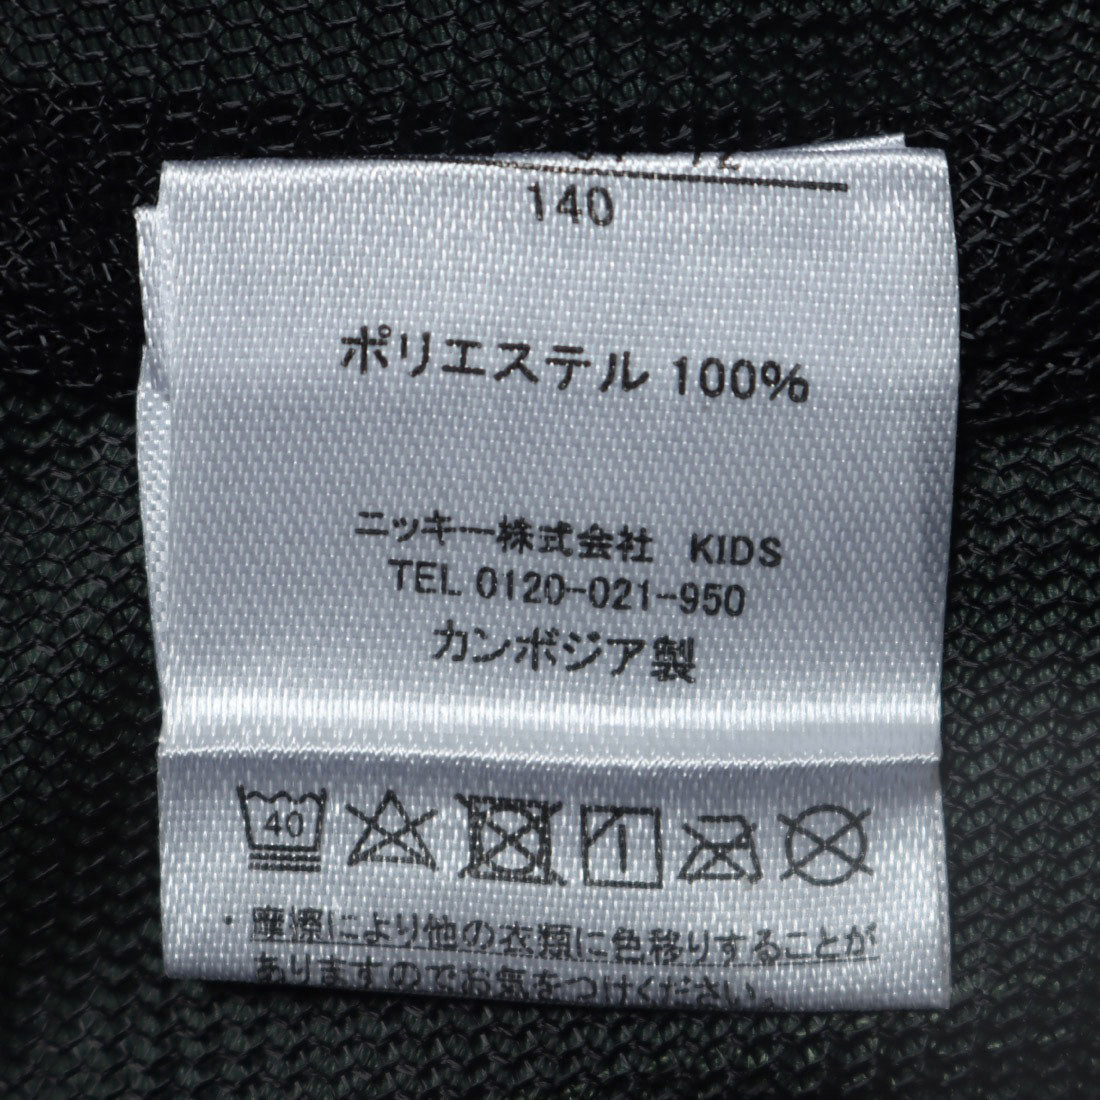 140
ポリエステル 100%
ニッキー株式会社 KIDS
TEL 0120-021-950
カンボジア製
40
・摩擦により他の衣類に色移りすることが
ありますのでお気をつけください。